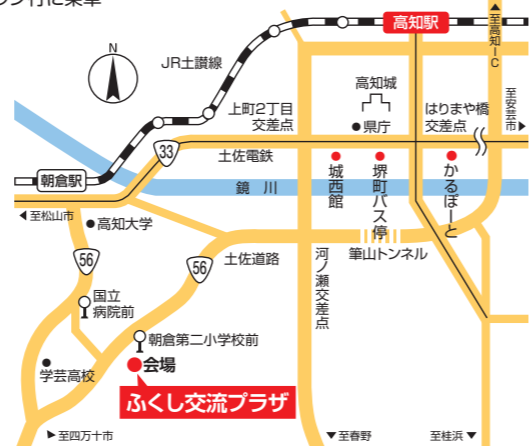 フ行に乗車
高知駅
▲至高知IC
N
JR土讃線
高知城
至安芸市▶
上町2丁目
交差点
●県庁
はりまや橋
交差点
33
土佐電鉄
朝倉駅
城西館
堺町バス停
かるぽーと
鏡川
◀至松山市
●高知大学
56
56
土佐道路
筆山トンネル
河ノ瀬交差点
国立
病院前
朝倉第二小学校前
会場
学芸高校
ふくし交流プラザ
▶至四万十市
▼至春野
▼至桂浜